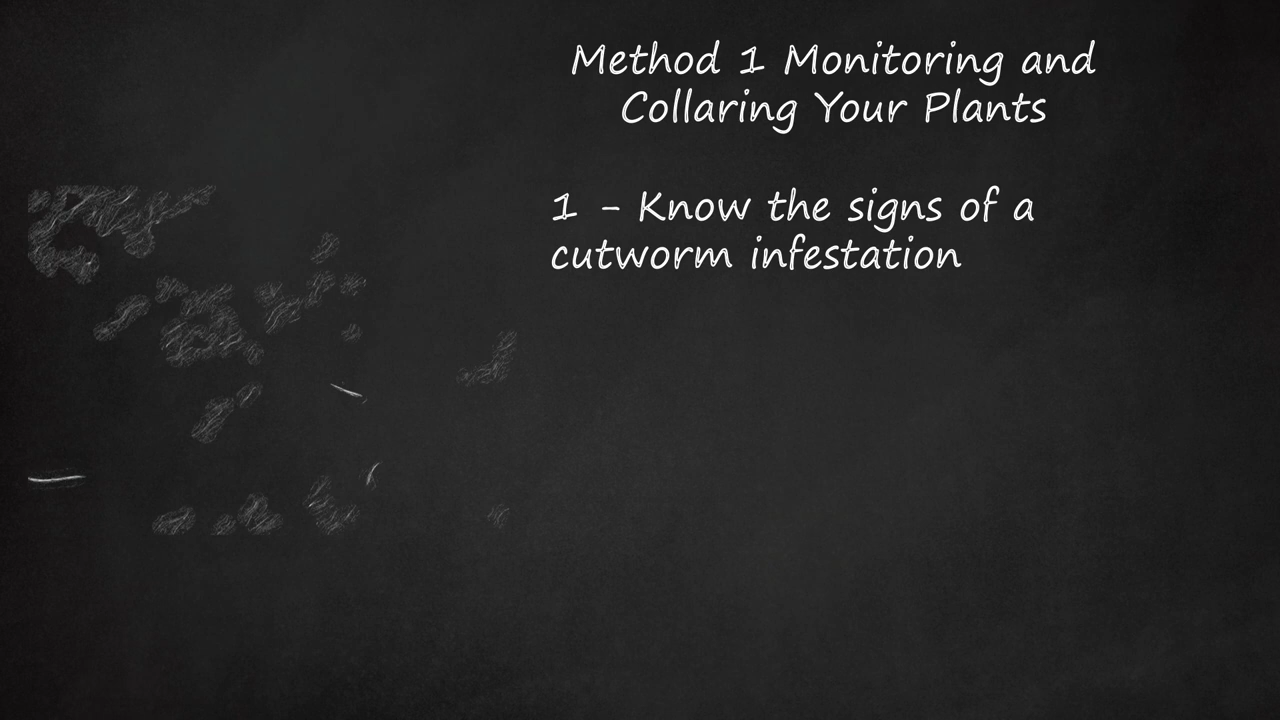 Method 1 Monitoring and
Collaring Your Plants
1 - Know the signs of a
cutworm infestation